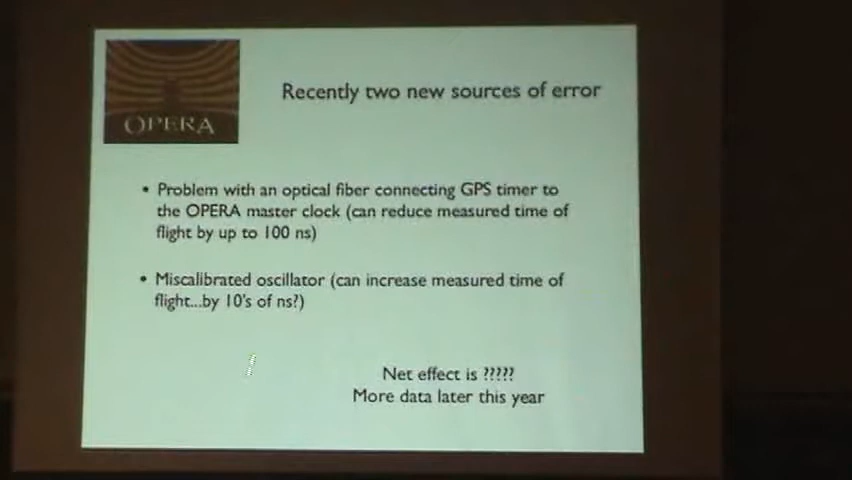 OPERA
Recently two new sources of error
• Problem with an optical fiber connecting GPS timer to
the OPERA master clock (can reduce measured time of
flight by up to 100 ns)
• Miscalibrated oscillator (can increase measured time of
flight...by 10's of ns?)
Net effect is ?????
More data later this year